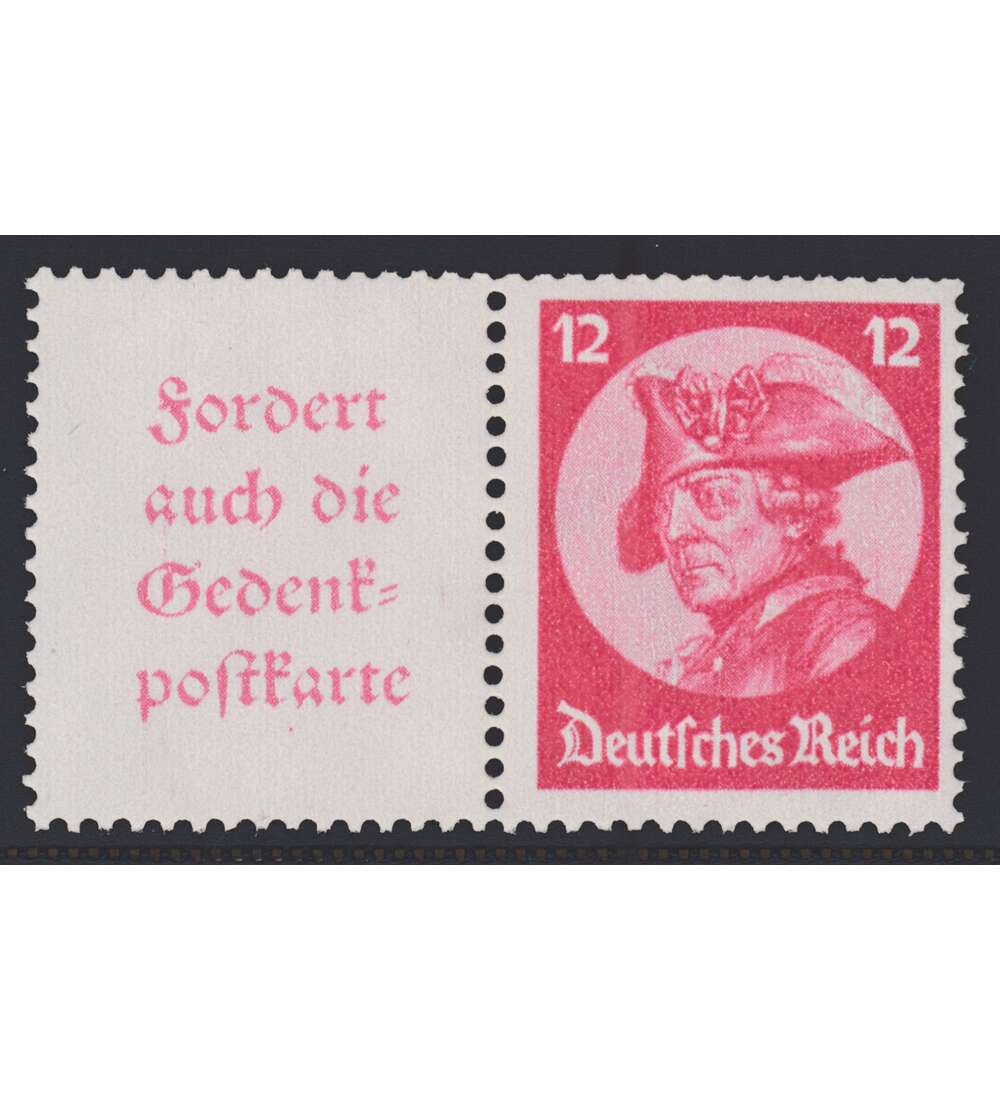 Fordert
auch die
Gedenk=
poſtkarte
12 12
Deutſches Reich